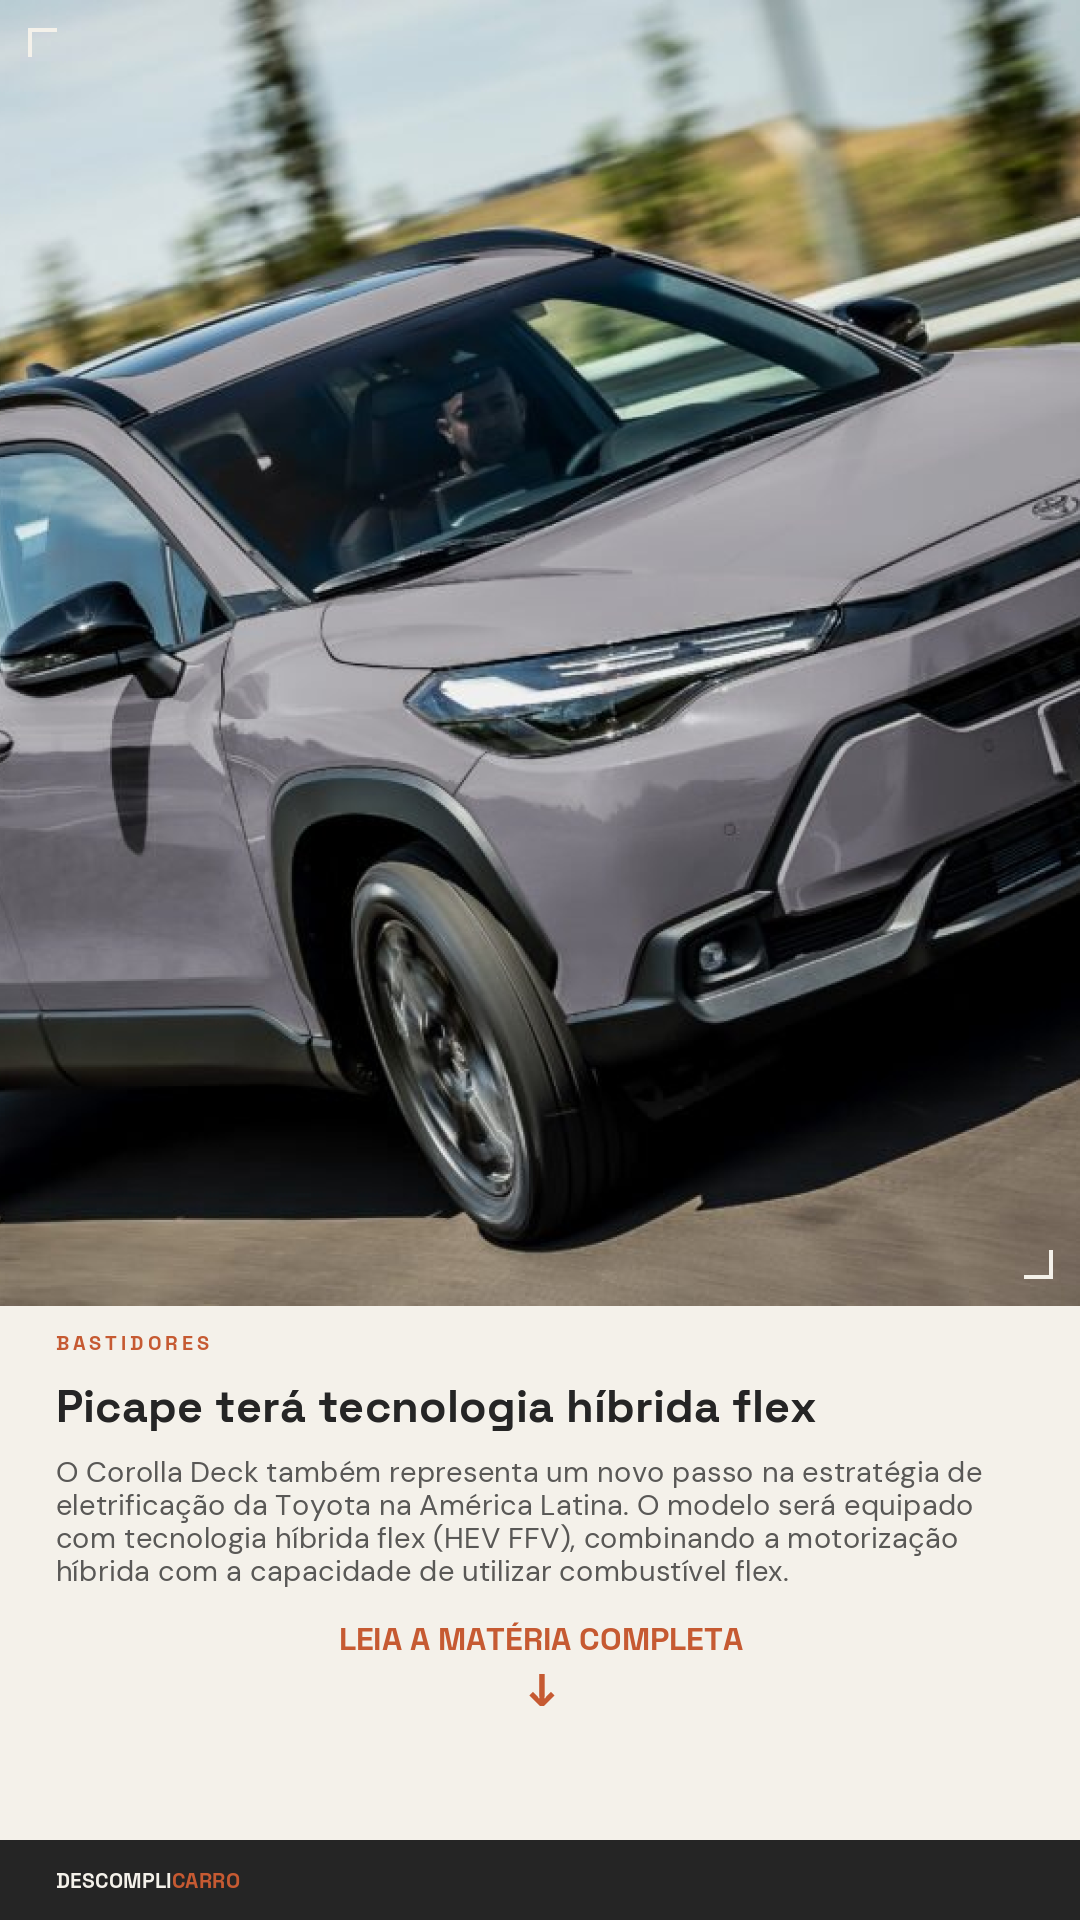 BASTIDORES
Picape terá tecnologia híbrida flex
O Corolla Deck também representa um novo passo na estratégia de
eletrificação da Toyota na América Latina. O modelo será equipado
com tecnologia híbrida flex (HEV FFV), combinando a motorização
híbrida com a capacidade de utilizar combustível flex.
LEIA A MATÉRIA COMPLETA
↓
DESCOMPLICARRO